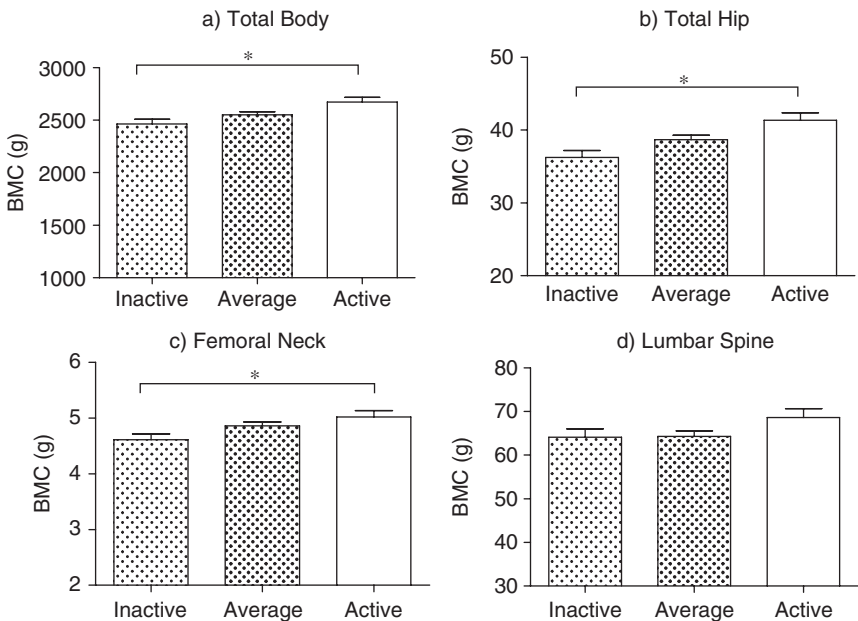 a) Total Body
*
3000
2500
2000
1500
1000
BMC (g)
Inactive Average Active
b) Total Hip
*
50
40
30
20
BMC (g)
Inactive Average Active
c) Femoral Neck
*
6
5
4
3
2
BMC (g)
Inactive Average Active
d) Lumbar Spine
80
70
60
50
40
30
BMC (g)
Inactive Average Active